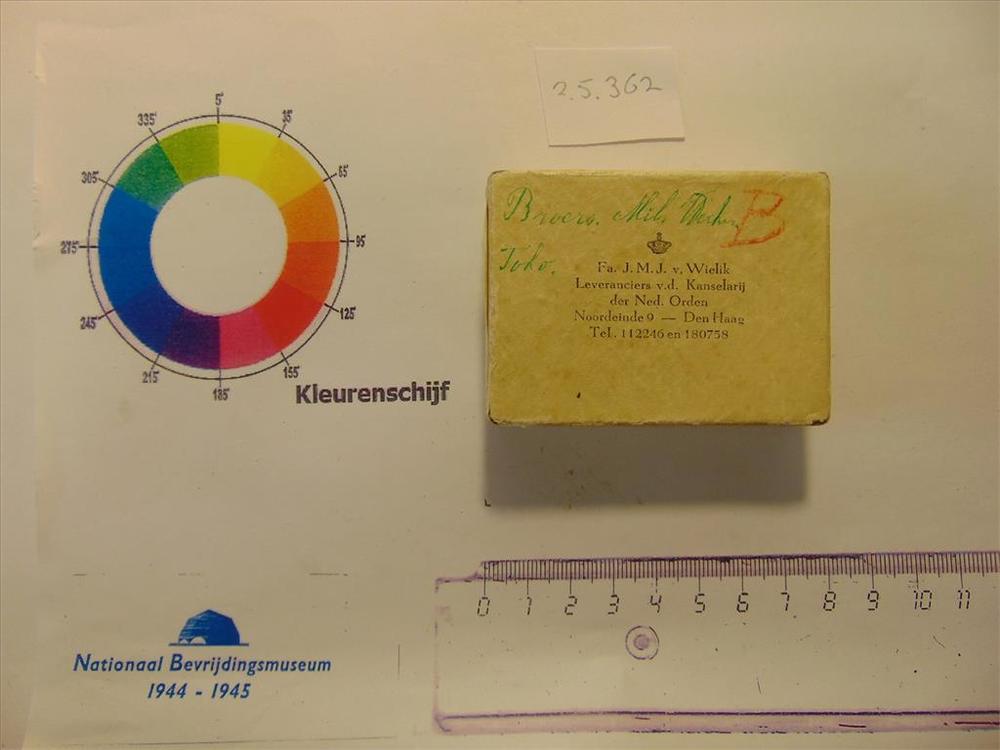 2.5.362
5°
35°
65°
95°
125°
155°
185°
215°
245°
275°
305°
335°
Kleurenschijf
Broers. Mil. B
Toko.
Fa. J. M. J. v. Wielik
Leveranciers v.d. Kanselarij
der Ned. Orden
Noordeinde 9 — Den Haag
Tel. 112246 en 180758
0 1 2 3 4 5 6 7 8 9 10 11
Nationaal Bevrijdingsmuseum
1944 - 1945